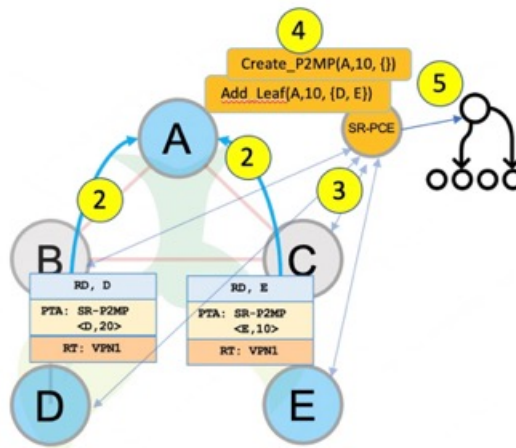 4
Create_P2MP(A,10, {})
Add_Leaf(A,10, {D, E})
5
SR-PCE
A
2
2
3
B
C
RD, D
PTA: SR-P2MP
<D,20>
RT: VPN1
RD, E
PTA: SR-P2MP
<E,10>
RT: VPN1
D
E